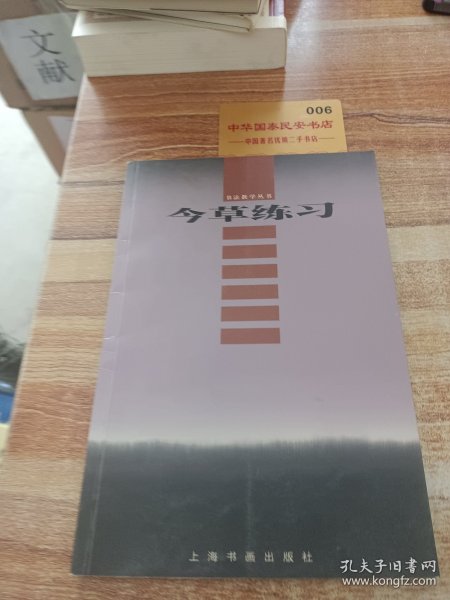 文献
006
中华国泰民安书店
中国著名优质二手书店
书法教学丛书
今草练习
上海书画出版社
孔夫子旧书网
www.kongfz.com